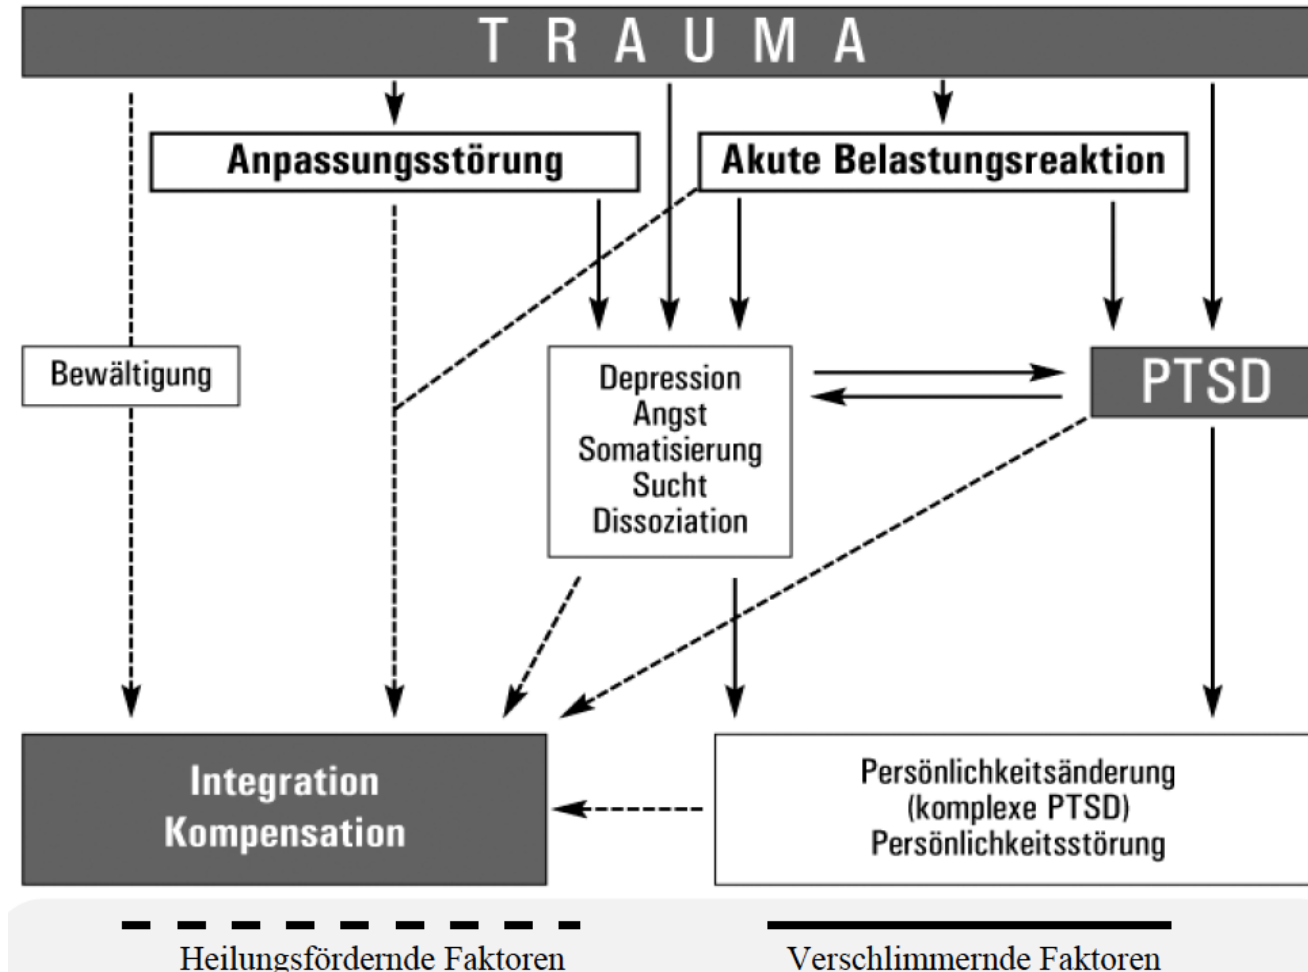 TRAUMA
Anpassungsstörung
Akute Belastungsreaktion
Bewältigung
Depression
Angst
Somatisierung
Sucht
Dissoziation
PTSD
Integration
Kompensation
Persönlichkeitsänderung
(komplexe PTSD)
Persönlichkeitsstörung
Heilungsfördernde Faktoren
Verschlimmernde Faktoren